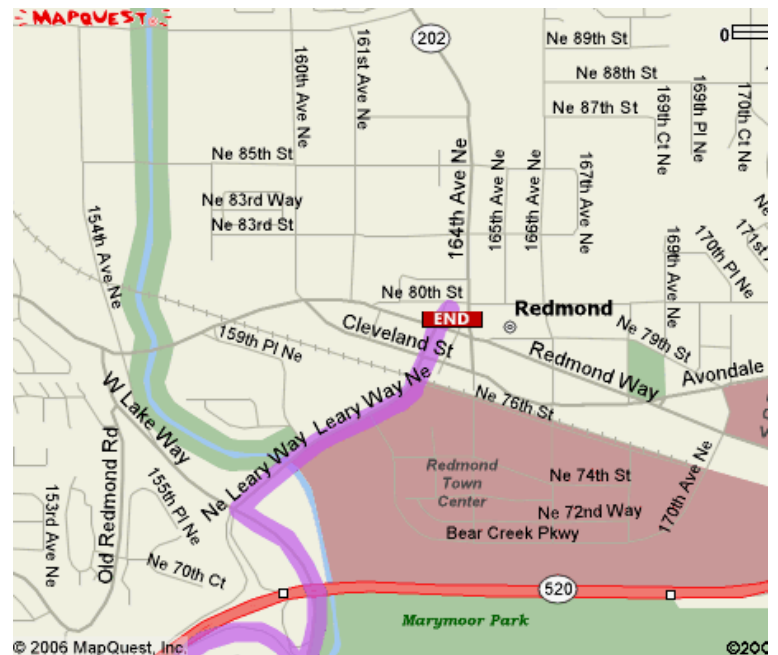 MAPQUEST
202
0
Ne 89th St
Ne 88th St
Ne 87th St
160th Ave Ne
161st Ave Ne
169th Ct Ne
169th Pl Ne
170th Ct Ne
Ne 85th St
164th Ave Ne
165th Ave Ne
166th Ave Ne
167th Ave Ne
Ne 83rd Way
Ne 83rd St
154th Ave Ne
169th Ave Ne
170th Pl Ne
Ne 80th St
END
Redmond
Cleveland St
159th Pl Ne
Ne 79th St
Redmond Way
Avondale
W Lake Way
Leary Way Ne
Ne 76th St
Ne Leary Way
Old Redmond Rd
155th Pl Ne
153rd Ave Ne
Redmond
Town
Center
Ne 74th St
Ne 72nd Way
170th Ave Ne
Bear Creek Pkwy
Ne 70th Ct
520
Marymoor Park
© 2006 MapQuest, Inc.
©200